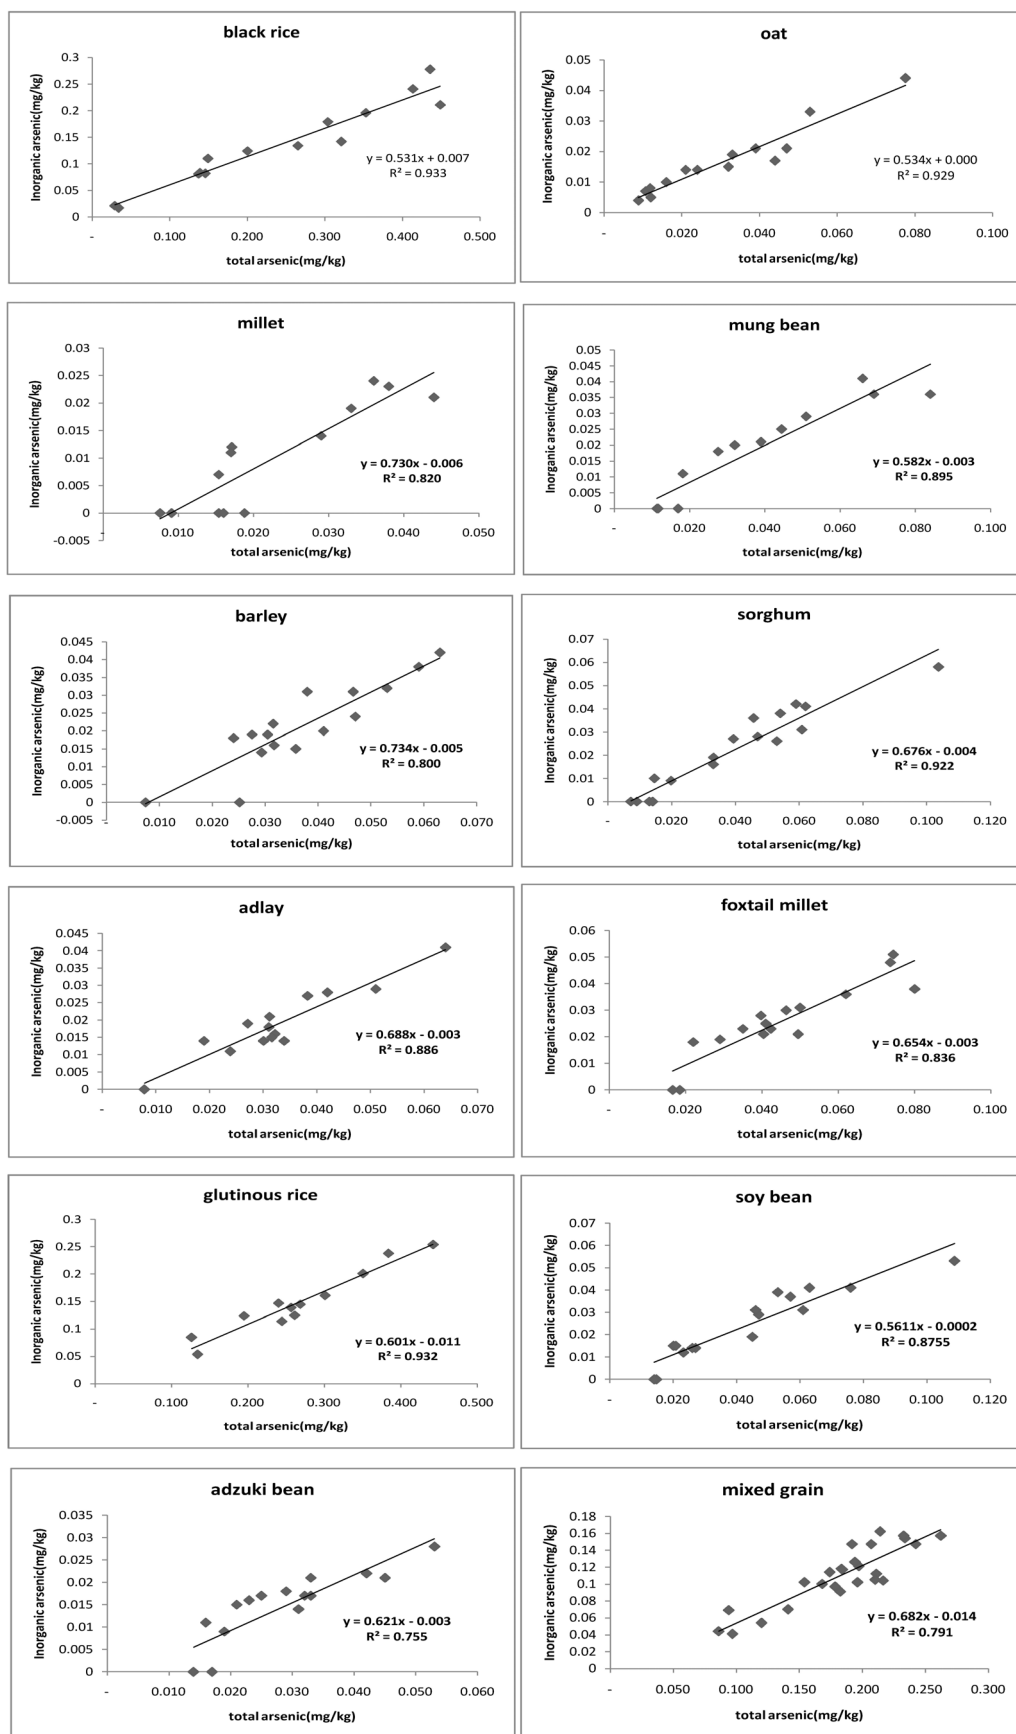 black rice
Inorganic arsenic(mg/kg)
0.3
0.25
0.2
0.15
0.1
0.05
0
y = 0.531x + 0.007
R² = 0.933
- 0.100 0.200 0.300 0.400 0.500
total arsenic(mg/kg)
oat
Inorganic arsenic(mg/kg)
0.05
0.04
0.03
0.02
0.01
0
y = 0.534x + 0.000
R² = 0.929
- 0.020 0.040 0.060 0.080 0.100
total arsenic(mg/kg)
millet
Inorganic arsenic(mg/kg)
0.03
0.025
0.02
0.015
0.01
0.005
0
-0.005
y = 0.730x - 0.006
R² = 0.820
- 0.010 0.020 0.030 0.040 0.050
total arsenic(mg/kg)
mung bean
Inorganic arsenic(mg/kg)
0.05
0.045
0.04
0.035
0.03
0.025
0.02
0.015
0.01
0.005
0
y = 0.582x - 0.003
R² = 0.895
- 0.020 0.040 0.060 0.080 0.100
total arsenic(mg/kg)
barley
Inorganic arsenic(mg/kg)
0.045
0.04
0.035
0.03
0.025
0.02
0.015
0.01
0.005
0
-0.005
y = 0.734x - 0.005
R² = 0.800
- 0.010 0.020 0.030 0.040 0.050 0.060 0.070
total arsenic(mg/kg)
sorghum
Inorganic arsenic(mg/kg)
0.07
0.06
0.05
0.04
0.03
0.02
0.01
0
y = 0.676x - 0.004
R² = 0.922
- 0.020 0.040 0.060 0.080 0.100 0.120
total arsenic(mg/kg)
adlay
Inorganic arsenic(mg/kg)
0.045
0.04
0.035
0.03
0.025
0.02
0.015
0.01
0.005
0
y = 0.688x - 0.003
R² = 0.886
- 0.010 0.020 0.030 0.040 0.050 0.060 0.070
total arsenic(mg/kg)
foxtail millet
Inorganic arsenic(mg/kg)
0.06
0.05
0.04
0.03
0.02
0.01
0
y = 0.654x - 0.003
R² = 0.836
- 0.020 0.040 0.060 0.080 0.100
total arsenic(mg/kg)
glutinous rice
Inorganic arsenic(mg/kg)
0.3
0.25
0.2
0.15
0.1
0.05
0
y = 0.601x - 0.011
R² = 0.932
- 0.100 0.200 0.300 0.400 0.500
total arsenic(mg/kg)
soy bean
Inorganic arsenic(mg/kg)
0.07
0.06
0.05
0.04
0.03
0.02
0.01
0
y = 0.5611x - 0.0002
R² = 0.8755
- 0.020 0.040 0.060 0.080 0.100 0.120
total arsenic(mg/kg)
adzuki bean
Inorganic arsenic(mg/kg)
0.035
0.03
0.025
0.02
0.015
0.01
0.005
0
y = 0.621x - 0.003
R² = 0.755
- 0.010 0.020 0.030 0.040 0.050 0.060
total arsenic(mg/kg)
mixed grain
Inorganic arsenic(mg/kg)
0.18
0.16
0.14
0.12
0.1
0.08
0.06
0.04
0.02
0
y = 0.682x - 0.014
R² = 0.791
- 0.050 0.100 0.150 0.200 0.250 0.300
total arsenic(mg/kg)